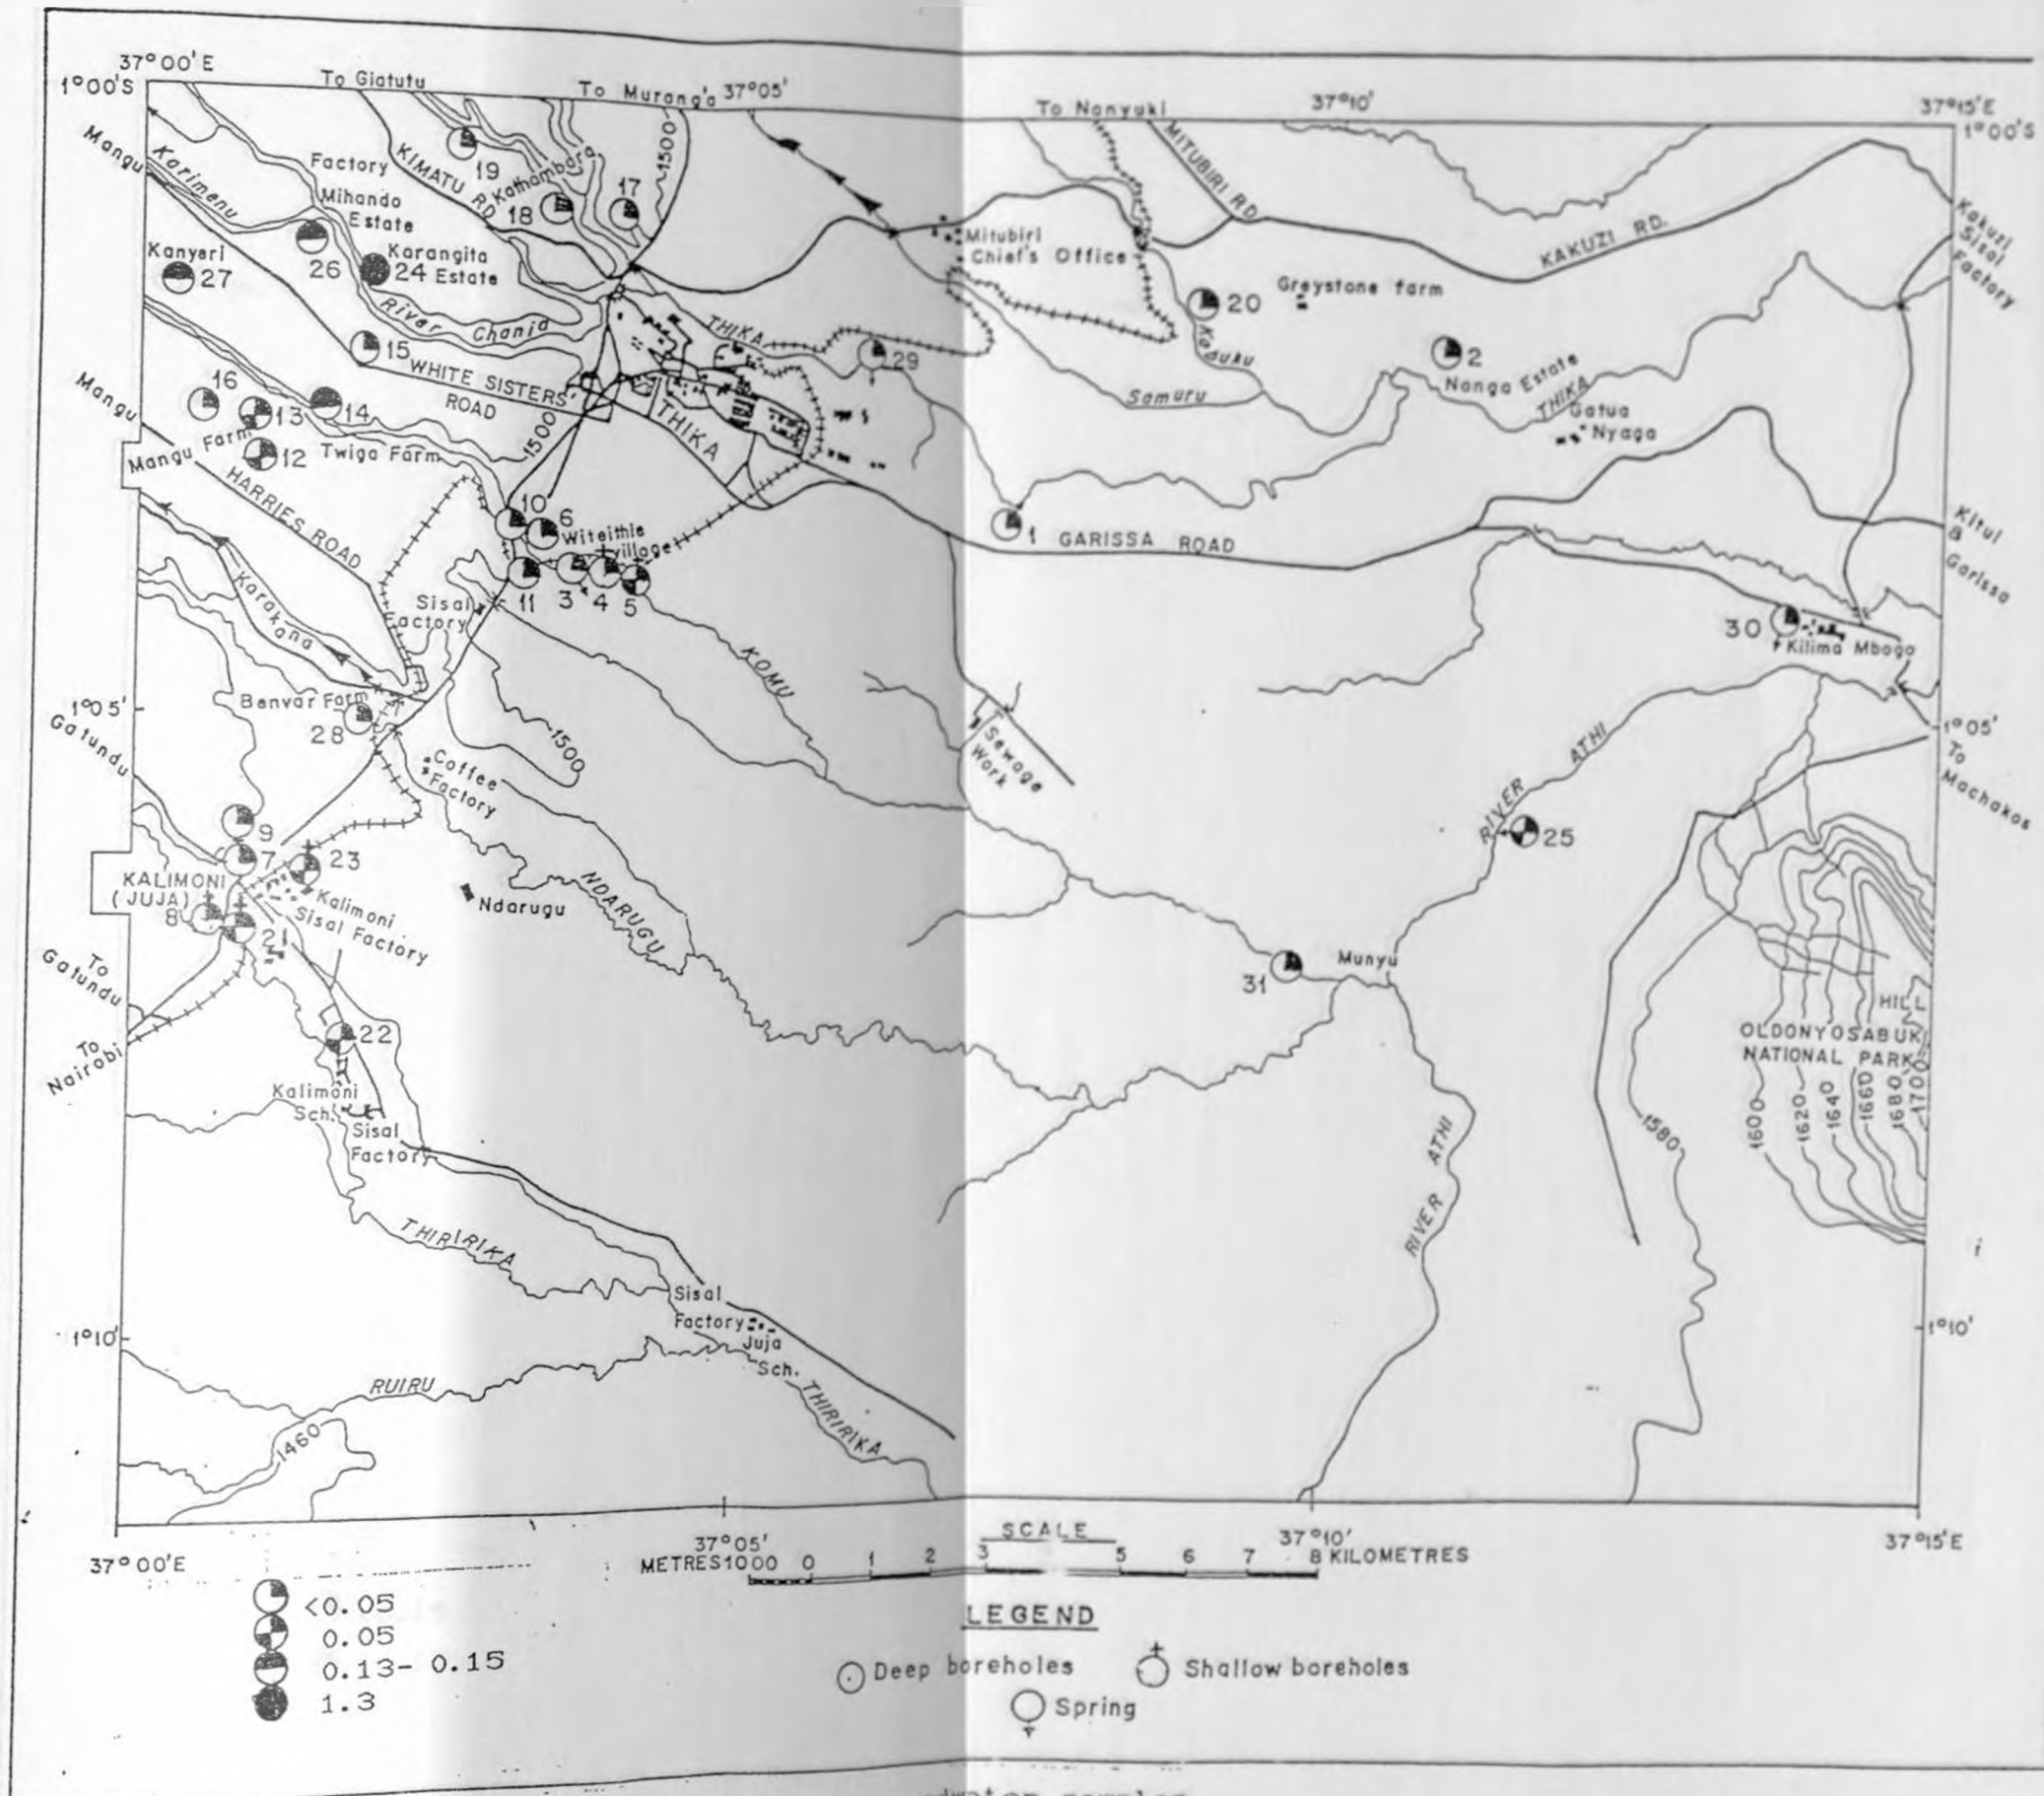 37°00'E
1°00'S
To Giatutu
To Murang'a
37°05'
To Nanyuki
37°10'
37°15'E
1°00'S
Mangu
Karimenu
Factory
KIMATU RD
Kathambara
1500
MITUBIRI RD
KAKUZI RD.
Kakuzi
Sisal
Factory
19
18
17
Mihando
Estate
Kanyeri
27
26
24
Karangita
Estate
River Chania
Mitubiri
Chief's Office
20
Greystone farm
Kabuku
15
WHITE SISTERS'
ROAD
THIKA
29
Samuru
2
Nanga Estate
THIKA
Gatua
Nyaga
Mangu
16
13
14
Mangu Farm
12
Twiga Farm
1500
THIKA
HARRIES ROAD
10
6
Witeithie
village
11
3
4
5
1
GARISSA ROAD
Kitui
&
Garissa
Karakana
Sisal
Factory
KOMU
30
Kilima Mbogo
1°05'
Gatundu
Benvar Farm
28
1500
Coffee
Factory
Sewage
Work
RIVER ATHI
1°05'
To
Machakos
9
7
23
25
KALIMONI
(JUJA)
8
21
Kalimoni
Sisal Factory
Ndarugu
NDARUGU
To
Gatundu
31
Munyu
To
Nairobi
22
HILL
OLDONYOSABUK
NATIONAL PARK
Kalimoni
Sch.
Sisal
Factory
1580
1600
1620
1640
1660
1680
1700
RIVER ATHI
THIRIRIKA
Sisal
Factory
Juja
Sch.
1°10'
1°10'
RUIRU
THIRIRIKA
1460
37°00'E
37°05'
37°10'
37°15'E
SCALE
METRES1000 0 1 2 3 5 6 7 8 KILOMETRES
<0.05
0.05
0.13- 0.15
1.3
LEGEND
Deep boreholes
Shallow boreholes
Spring